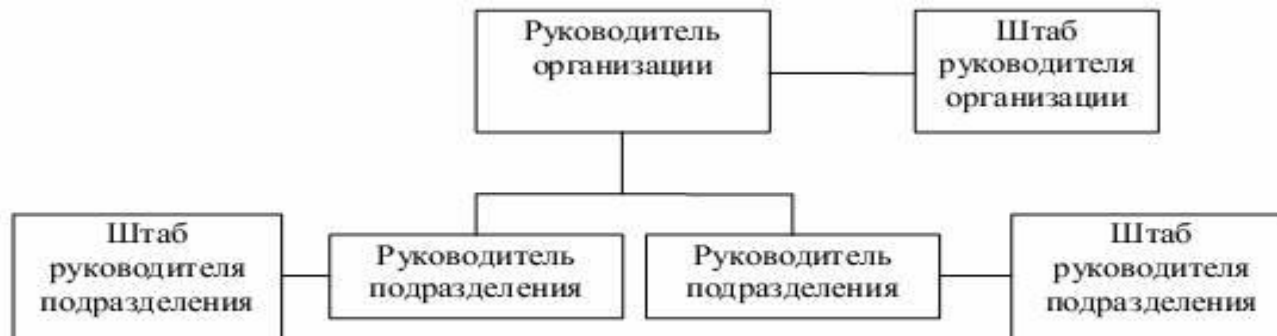 Руководитель
организации
Штаб
руководителя
организации
Штаб
руководителя
подразделения
Руководитель
подразделения
Руководитель
подразделения
Штаб
руководителя
подразделения